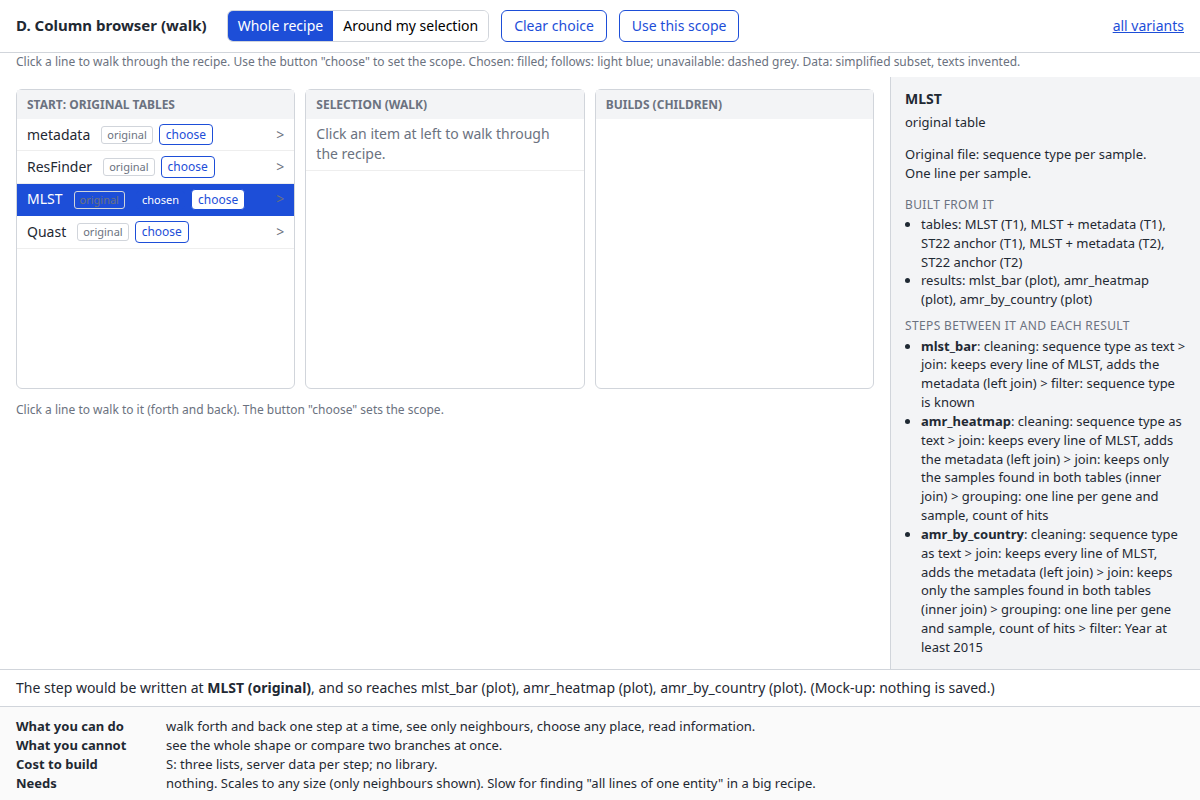 D. Column browser (walk) Whole recipe Around my selection Clear choice Use this scope all variants
Click a line to walk through the recipe. Use the button "choose" to set the scope. Chosen: filled; follows: light blue; unavailable: dashed grey. Data: simplified subset, texts invented.
START: ORIGINAL TABLES
metadata original choose >
ResFinder original choose >
MLST original chosen choose >
Quast original choose >
SELECTION (WALK)
Click an item at left to walk through
the recipe.
BUILDS (CHILDREN)
Click a line to walk to it (forth and back). The button "choose" sets the scope.
MLST
original table
Original file: sequence type per sample.
One line per sample.
BUILT FROM IT
• tables: MLST (T1), MLST + metadata (T1),
ST22 anchor (T1), MLST + metadata (T2),
ST22 anchor (T2)
• results: mlst_bar (plot), amr_heatmap
(plot), amr_by_country (plot)
STEPS BETWEEN IT AND EACH RESULT
• mlst_bar: cleaning: sequence type as text >
join: keeps every line of MLST, adds the
metadata (left join) > filter: sequence type
is known
• amr_heatmap: cleaning: sequence type as
text > join: keeps every line of MLST, adds
the metadata (left join) > join: keeps only
the samples found in both tables (inner
join) > grouping: one line per gene and
sample, count of hits
• amr_by_country: cleaning: sequence type
as text > join: keeps every line of MLST,
adds the metadata (left join) > join: keeps
only the samples found in both tables
(inner join) > grouping: one line per gene
and sample, count of hits > filter: Year at
least 2015
The step would be written at MLST (original), and so reaches mlst_bar (plot), amr_heatmap (plot), amr_by_country (plot). (Mock-up: nothing is saved.)
What you can do walk forth and back one step at a time, see only neighbours, choose any place, read information.
What you cannot see the whole shape or compare two branches at once.
Cost to build S: three lists, server data per step; no library.
Needs nothing. Scales to any size (only neighbours shown). Slow for finding "all lines of one entity" in a big recipe.